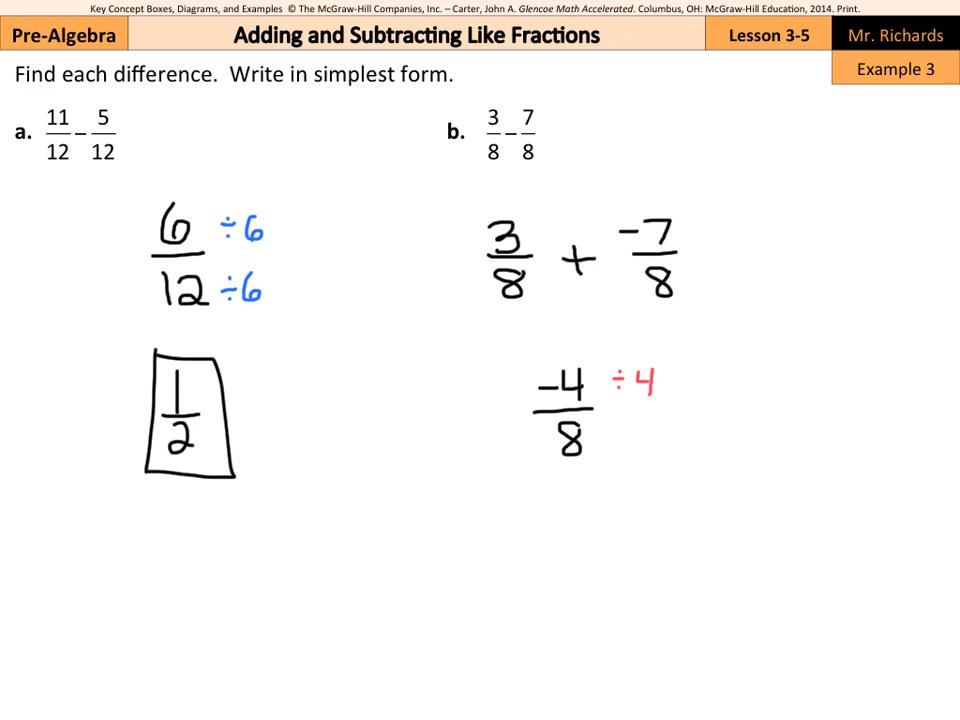 Key Concept Boxes, Diagrams, and Examples © The McGraw-Hill Companies, Inc. – Carter, John A. Glencoe Math Accelerated. Columbus, OH: McGraw-Hill Education, 2014. Print.
Pre-Algebra
Adding and Subtracting Like Fractions
Lesson 3-5
Mr. Richards
Example 3
Find each difference. Write in simplest form.
a. 11/12 – 5/12
b. 3/8 – 7/8
6/12 ÷6 ÷6
3/8 + -7/8
1/2
-4/8 ÷4